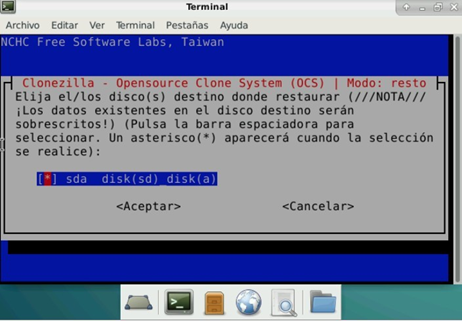 Terminal
Archivo Editar Ver Terminal Pestañas Ayuda
NCHC Free Software Labs, Taiwan
Clonezilla - Opensource Clone System (OCS) | Modo: resto
Elija el/los disco(s) destino donde restaurar (///NOTA///
¡Los datos existentes en el disco destino serán
sobrescritos!) (Pulsa la barra espaciadora para
seleccionar. Un asterisco(*) aparecerá cuando la selección
se realice):
[*] sda disk(sd)_disk(a)
<Aceptar> <Cancelar>